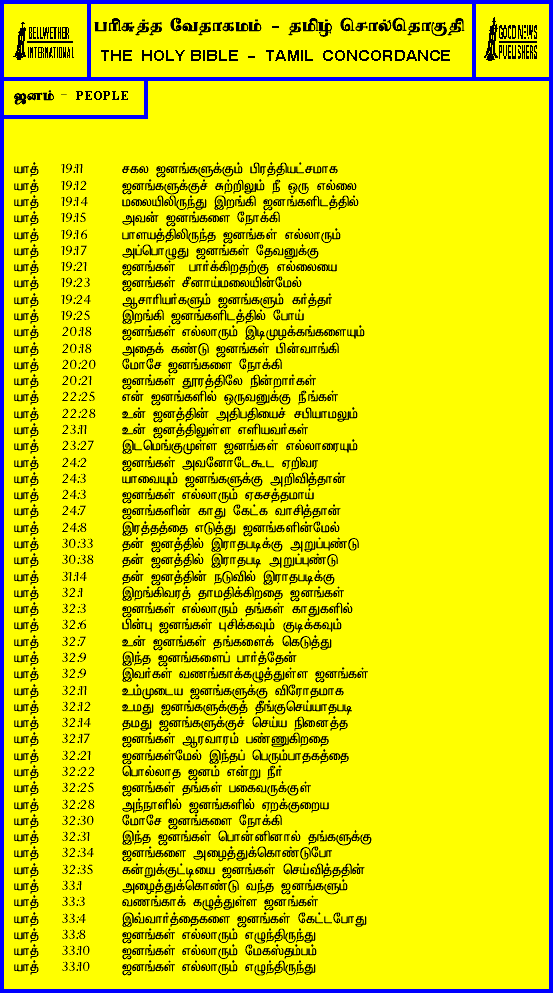 BELLWETHER
INTERNATIONAL
பரிசுத்த வேதாகமம் - தமிழ் சொல்தொகுதி
THE HOLY BIBLE - TAMIL CONCORDANCE
GOOD NEWS
PUBLISHERS
ஜனம் - PEOPLE
யாத் 19:11 சகல ஜனங்களுக்கும் பிரத்தியட்சமாக
யாத் 19:12 ஜனங்களுக்குச் சுற்றிலும் நீ ஒரு எல்லை
யாத் 19:14 மலையிலிருந்து இறங்கி ஜனங்களிடத்தில்
யாத் 19:15 அவன் ஜனங்களை நோக்கி
யாத் 19:16 பாளயத்திலிருந்த ஜனங்கள் எல்லாரும்
யாத் 19:17 அப்பொழுது ஜனங்கள் தேவனுக்கு
யாத் 19:21 ஜனங்கள் பார்க்கிறதற்கு எல்லையை
யாத் 19:23 ஜனங்கள் சீனாய்மலையின்மேல்
யாத் 19:24 ஆசாரியர்களும் ஜனங்களும் கர்த்தர்
யாத் 19:25 இறங்கி ஜனங்களிடத்தில் போய்
யாத் 20:18 ஜனங்கள் எல்லாரும் இடிமுழக்கங்களையும்
யாத் 20:18 அதைக் கண்டு ஜனங்கள் பின்வாங்கி
யாத் 20:20 மோசே ஜனங்களை நோக்கி
யாத் 20:21 ஜனங்கள் தூரத்திலே நின்றார்கள்
யாத் 22:25 என் ஜனங்களில் ஒருவனுக்கு நீங்கள்
யாத் 22:28 உன் ஜனத்தின் அதிபதியைச் சபியாமலும்
யாத் 23:11 உன் ஜனத்திலுள்ள எளியவர்கள்
யாத் 23:27 இடமெங்குமுள்ள ஜனங்கள் எல்லாரையும்
யாத் 24:2 ஜனங்கள் அவனோடேகூட ஏறிவர
யாத் 24:3 யாவையும் ஜனங்களுக்கு அறிவித்தான்
யாத் 24:3 ஜனங்கள் எல்லாரும் ஏகசத்தமாய்
யாத் 24:7 ஜனங்களின் காது கேட்க வாசித்தான்
யாத் 24:8 இரத்தத்தை எடுத்து ஜனங்களின்மேல்
யாத் 30:33 தன் ஜனத்தில் இராதபடிக்கு அறுப்புண்டு
யாத் 30:38 தன் ஜனத்தில் இராதபடி அறுப்புண்டு
யாத் 31:14 தன் ஜனத்தின் நடுவில் இராதபடிக்கு
யாத் 32:1 இறங்கிவரத் தாமதிக்கிறதை ஜனங்கள்
யாத் 32:3 ஜனங்கள் எல்லாரும் தங்கள் காதுகளில்
யாத் 32:6 பின்பு ஜனங்கள் புசிக்கவும் குடிக்கவும்
யாத் 32:7 உன் ஜனங்கள் தங்களைக் கெடுத்து
யாத் 32:9 இந்த ஜனங்களைப் பார்த்தேன்
யாத் 32:9 இவர்கள் வணங்காக்கழுத்துள்ள ஜனங்கள்
யாத் 32:11 உம்முடைய ஜனங்களுக்கு விரோதமாக
யாத் 32:12 உமது ஜனங்களுக்குத் தீங்குசெய்யாதபடி
யாத் 32:14 தமது ஜனங்களுக்குச் செய்ய நினைத்த
யாத் 32:17 ஜனங்கள் ஆரவாரம் பண்ணுகிறதை
யாத் 32:21 ஜனங்கள்மேல் இந்தப் பெரும்பாதகத்தை
யாத் 32:22 பொல்லாத ஜனம் என்று நீர்
யாத் 32:25 ஜனங்கள் தங்கள் பகைவருக்குள்
யாத் 32:28 அந்நாளில் ஜனங்களில் ஏறக்குறைய
யாத் 32:30 மோசே ஜனங்களை நோக்கி
யாத் 32:31 இந்த ஜனங்கள் பொன்னினால் தங்களுக்கு
யாத் 32:34 ஜனங்களை அழைத்துக்கொண்டுபோ
யாத் 32:35 கன்றுக்குட்டியை ஜனங்கள் செய்வித்ததின்
யாத் 33:1 அழைத்துக்கொண்டு வந்த ஜனங்களும்
யாத் 33:3 வணங்காக் கழுத்துள்ள ஜனங்கள்
யாத் 33:4 இவ்வார்த்தைகளை ஜனங்கள் கேட்டபோது
யாத் 33:8 ஜனங்கள் எல்லாரும் எழுந்திருந்து
யாத் 33:10 ஜனங்கள் எல்லாரும் மேகஸ்தம்பம்
யாத் 33:10 ஜனங்கள் எல்லாரும் எழுந்திருந்து